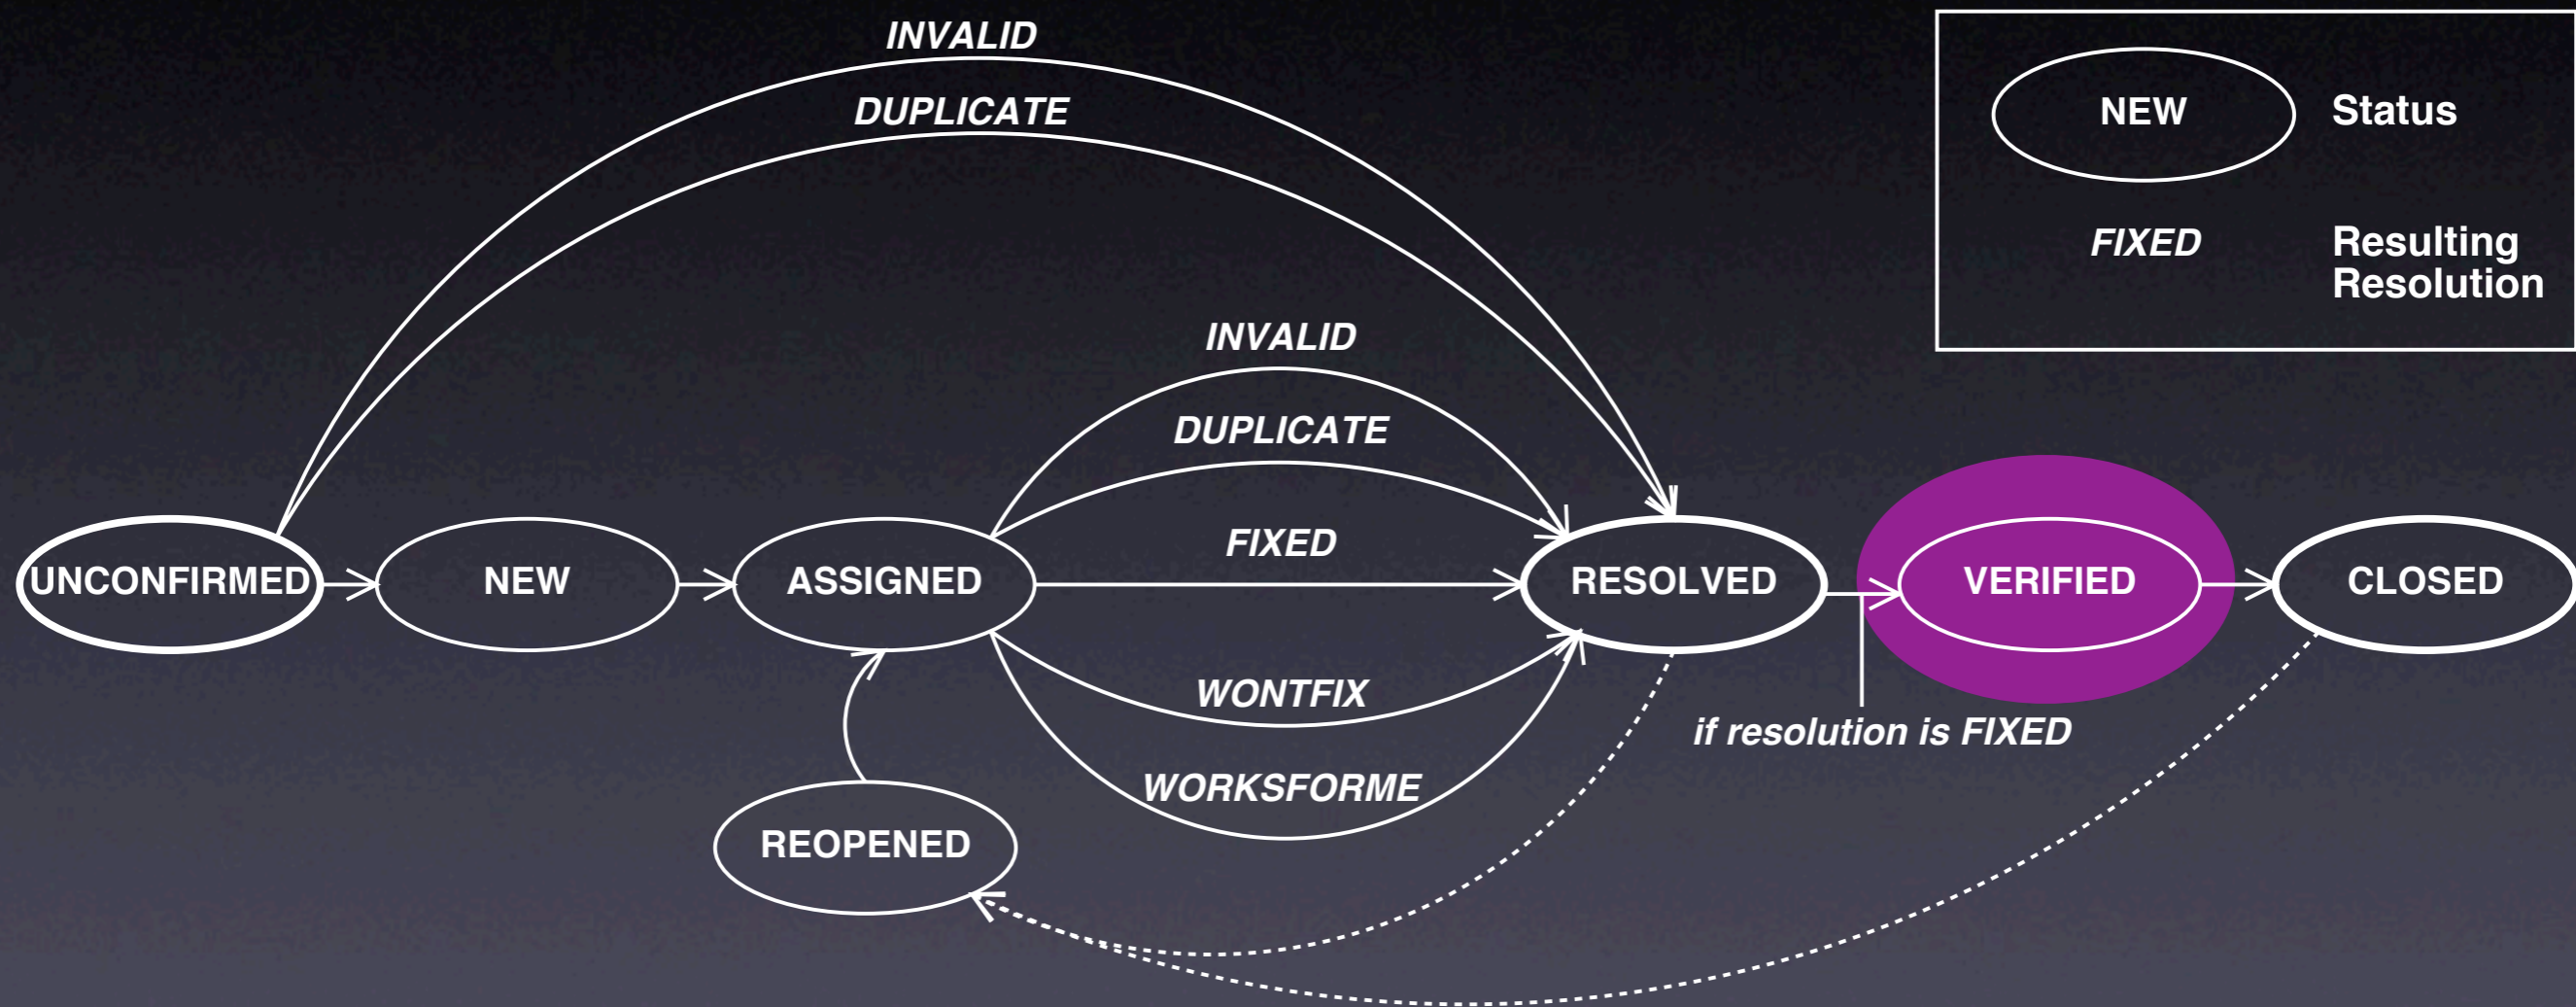 INVALID
DUPLICATE
NEW
Status
FIXED
Resulting
Resolution
INVALID
DUPLICATE
FIXED
UNCONFIRMED
NEW
ASSIGNED
RESOLVED
VERIFIED
CLOSED
WONTFIX
if resolution is FIXED
WORKSFORME
REOPENED